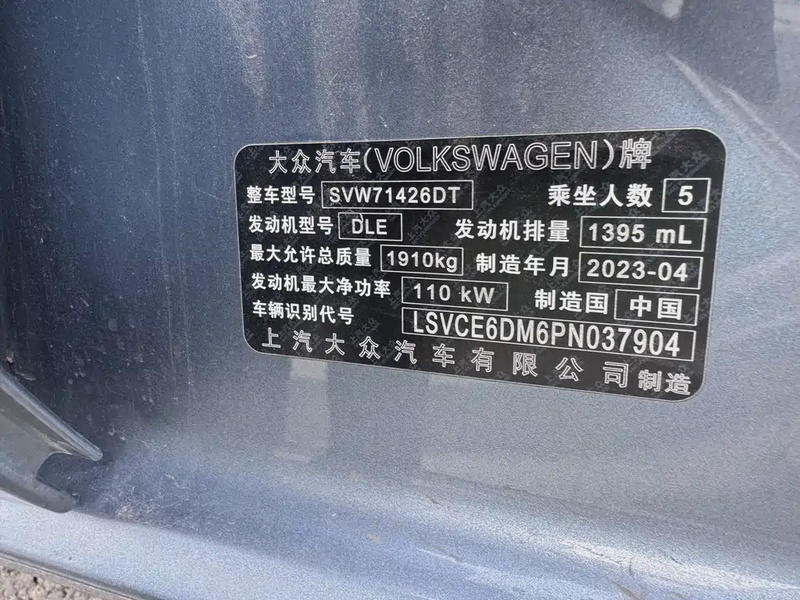 大众汽车(VOLKSWAGEN)牌
整车型号 SVW71426DT 乘坐人数 5
发动机型号 DLE 发动机排量 1395 mL
最大允许总质量 1910kg 制造年月 2023-04
发动机最大净功率 110 kW 制造国 中国
车辆识别代号 LSVCE6DM6PN037904
上汽大众汽车有限公司制造